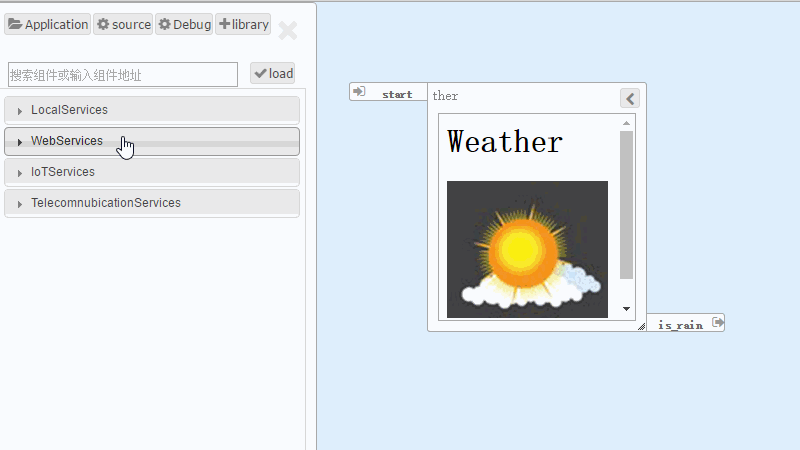 Application source Debug library
搜索组件或输入组件地址 load
LocalServices
WebServices
IoTServices
TelecomnubicationServices
start
ther
Weather
is_rain